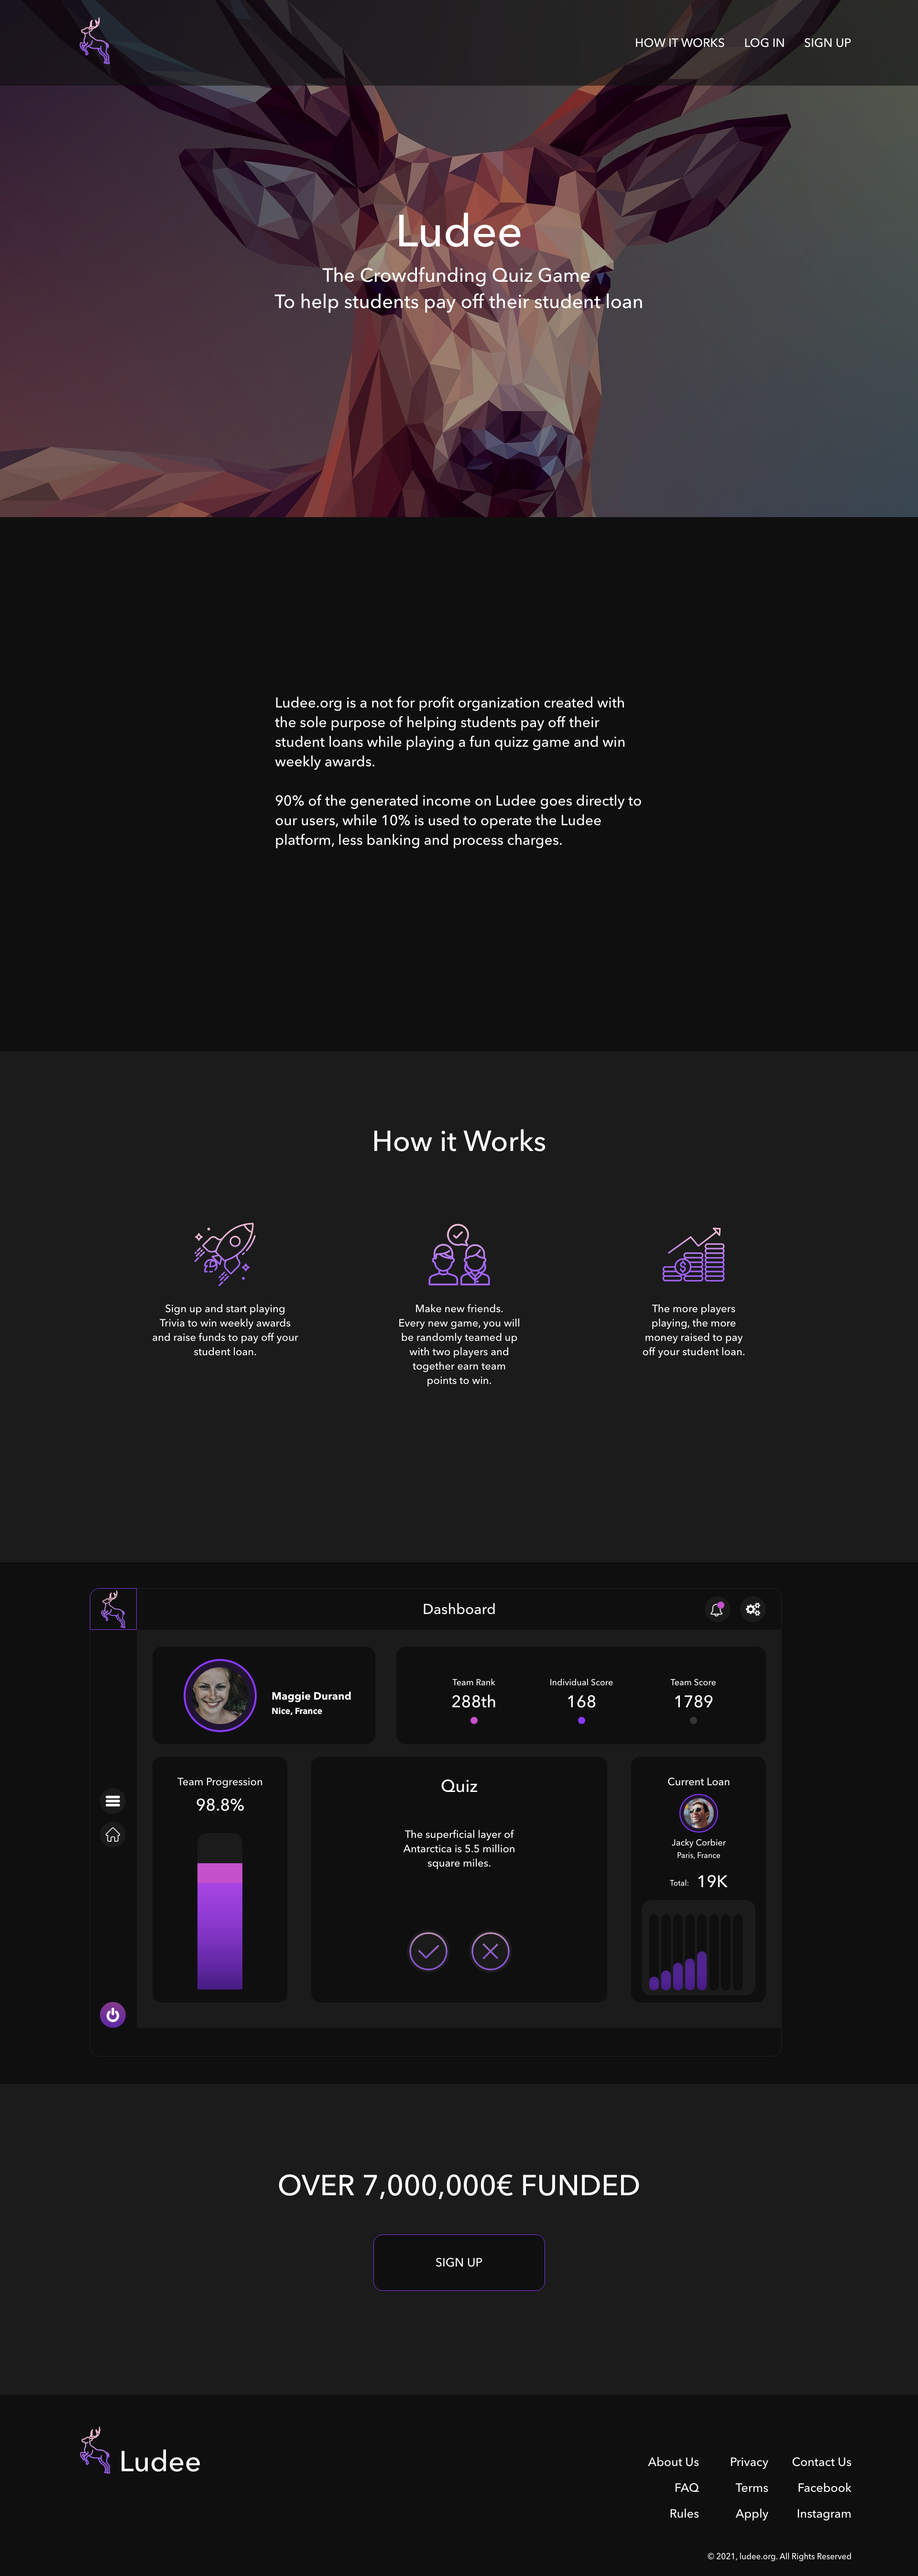 HOW IT WORKS LOG IN SIGN UP
Ludee
The Crowdfunding Quiz Game
To help students pay off their student loan
Ludee.org is a not for profit organization created with
the sole purpose of helping students pay off their
student loans while playing a fun quizz game and win
weekly awards.
90% of the generated income on Ludee goes directly to
our users, while 10% is used to operate the Ludee
platform, less banking and process charges.
How it Works
Sign up and start playing
Trivia to win weekly awards
and raise funds to pay off your
student loan.
Make new friends.
Every new game, you will
be randomly teamed up
with two players and
together earn team
points to win.
The more players
playing, the more
money raised to pay
off your student loan.
Dashboard
Maggie Durand
Nice, France
Team Rank
288th
Individual Score
168
Team Score
1789
Team Progression
98.8%
Quiz
The superficial layer of
Antarctica is 5.5 million
square miles.
Current Loan
Jacky Corbier
Paris, France
Total: 19K
OVER 7,000,000€ FUNDED
SIGN UP
Ludee
About Us Privacy Contact Us
FAQ Terms Facebook
Rules Apply Instagram
© 2021, ludee.org. All Rights Reserved